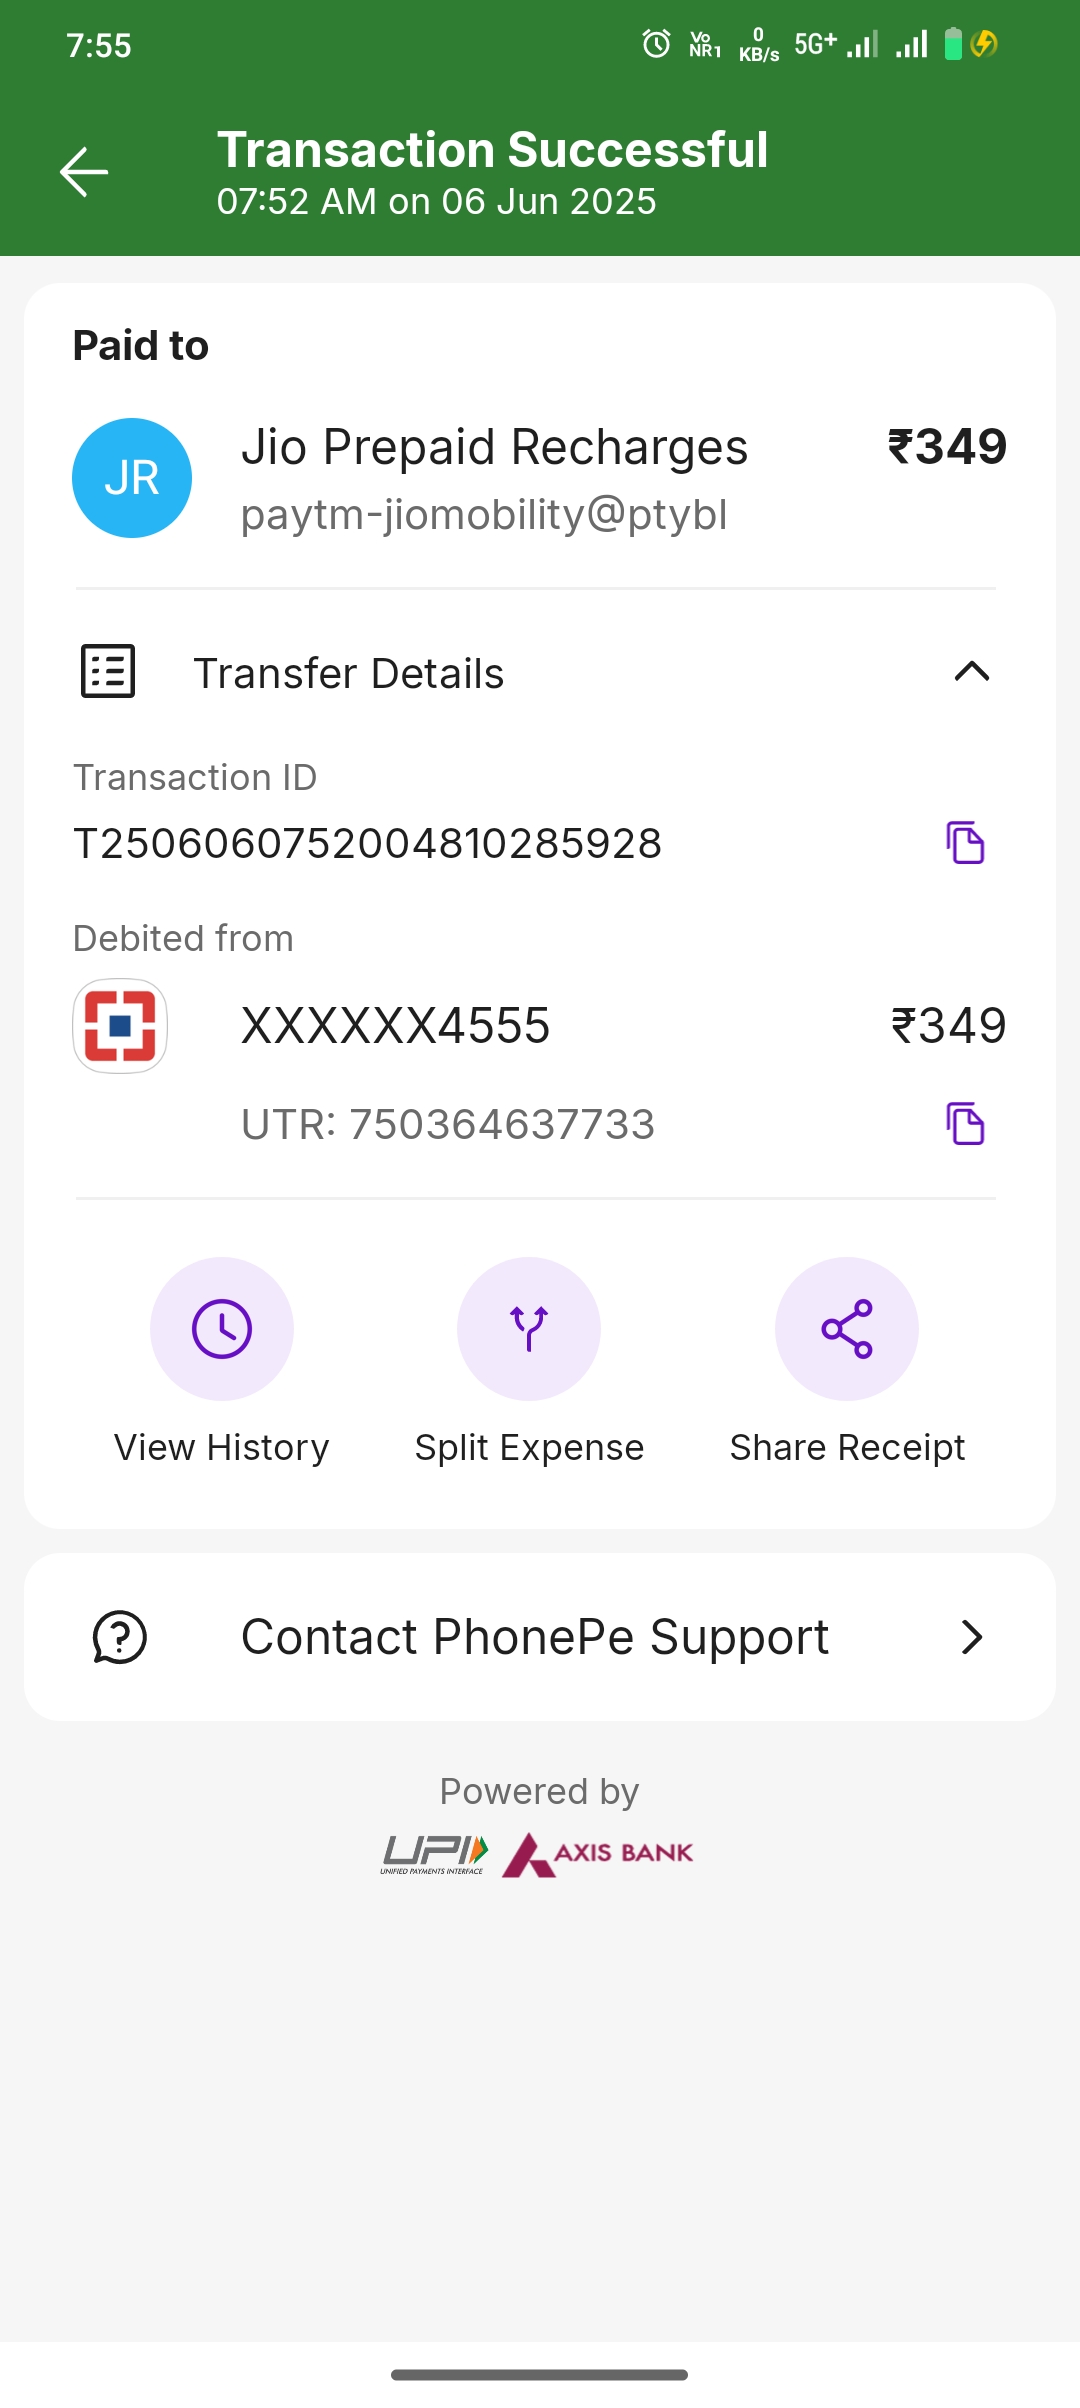 7:55
Vo NR1 0 KB/s 5G+
Transaction Successful
07:52 AM on 06 Jun 2025
Paid to
JR
Jio Prepaid Recharges ₹349
paytm-jiomobility@ptybl
Transfer Details
Transaction ID
T2506060752004810285928
Debited from
XXXXXX4555 ₹349
UTR: 750364637733
View History Split Expense Share Receipt
Contact PhonePe Support
Powered by
UPI AXIS BANK
UNIFIED PAYMENTS INTERFACE